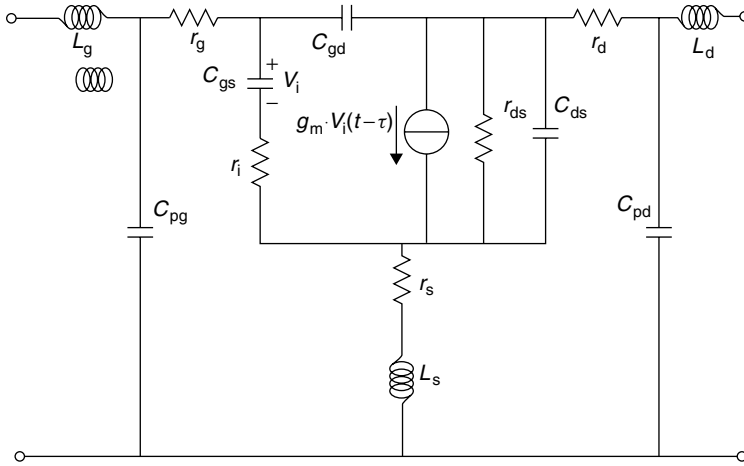 L_g
r_g
C_gd
r_d
L_d
C_gs
+
V_i
−
g_m·V_i(t−τ)
r_ds
C_ds
r_i
C_pg
C_pd
r_s
L_s